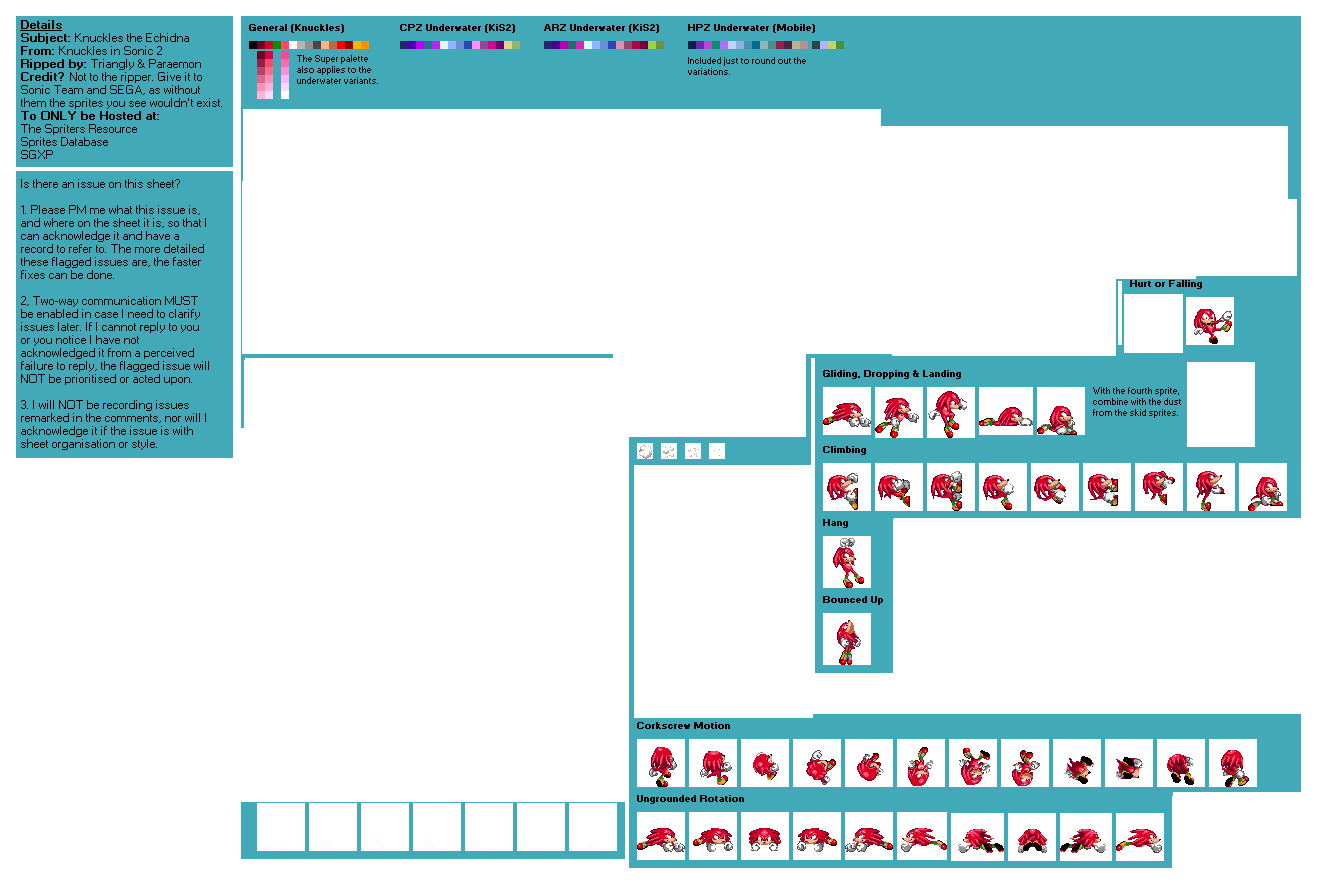 Details
Subject: Knuckles the Echidna
From: Knuckles in Sonic 2
Ripped by: Triangly & Paraemon
Credit? Not to the ripper. Give it to
Sonic Team and SEGA, as without
them the sprites you see wouldn't exist.
To ONLY be Hosted at:
The Spriters Resource
Sprites Database
SGXP
Is there an issue on this sheet?
1. Please PM me what this issue is,
and where on the sheet it is, so that I
can acknowledge it and have a
record to refer to. The more detailed
these flagged issues are, the faster
fixes can be done.
2, Two-way communication MUST
be enabled in case I need to clarify
issues later. If I cannot reply to you
or you notice I have not
acknowledged it from a perceived
failure to reply, the flagged issue will
NOT be prioritised or acted upon.
3. I will NOT be recording issues
remarked in the comments, nor will I
acknowledge it if the issue is with
sheet organisation or style.
General (Knuckles)
The Super palette
also applies to the
underwater variants.
CPZ Underwater (KiS2)
ARZ Underwater (KiS2)
HPZ Underwater (Mobile)
Included just to round out the
variations.
Hurt or Falling
Gliding, Dropping & Landing
With the fourth sprite,
combine with the dust
from the skid sprites.
Climbing
Hang
Bounced Up
Corkscrew Motion
Ungrounded Rotation